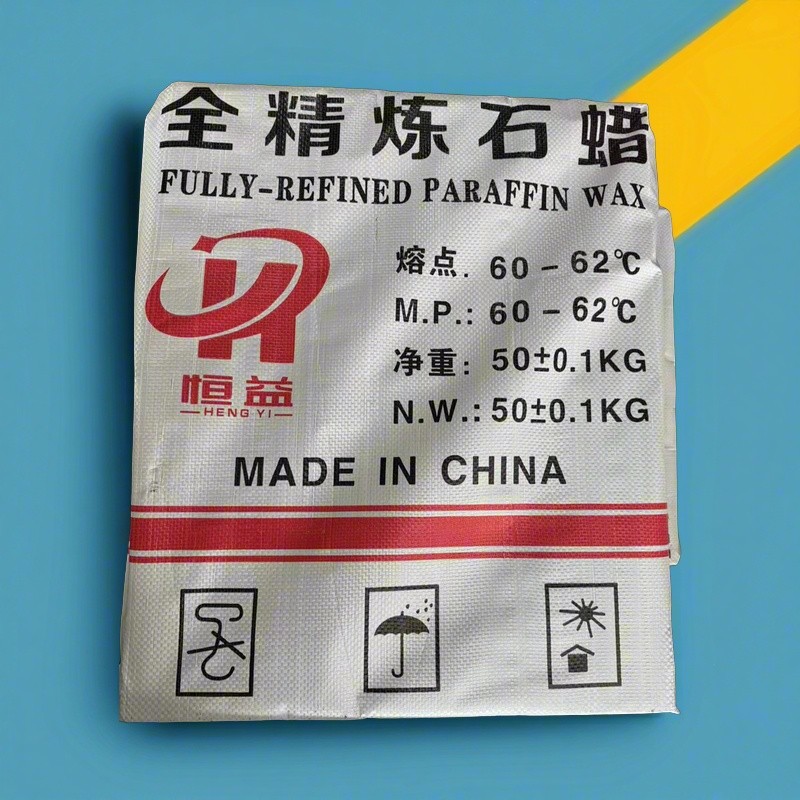 全精炼石蜡
FULLY-REFINED PARAFFIN WAX
熔点. 60-62℃
M.P.: 60-62℃
净重: 50±0.1KG
N.W.: 50±0.1KG
恒益
HENG YI
MADE IN CHINA